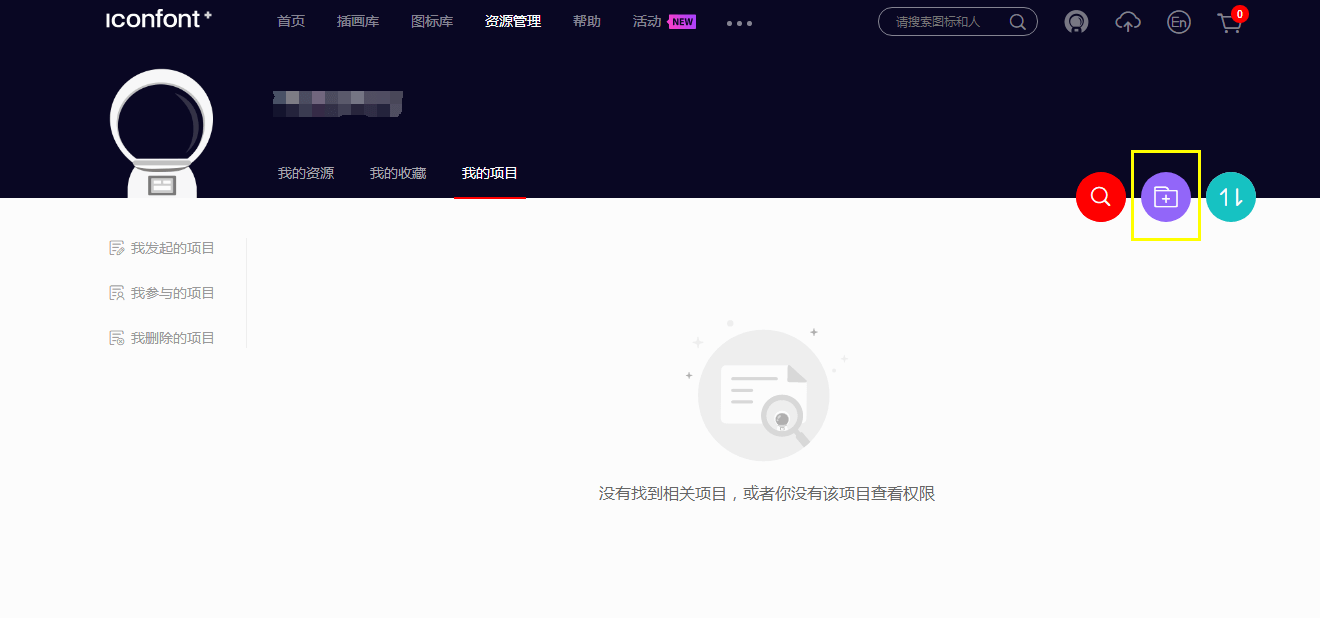 iconfont+
首页 插画库 图标库 资源管理 帮助 活动 NEW
请搜索图标和人
En
0
我的资源 我的收藏 我的项目
我发起的项目
我参与的项目
我删除的项目
没有找到相关项目，或者你没有该项目查看权限